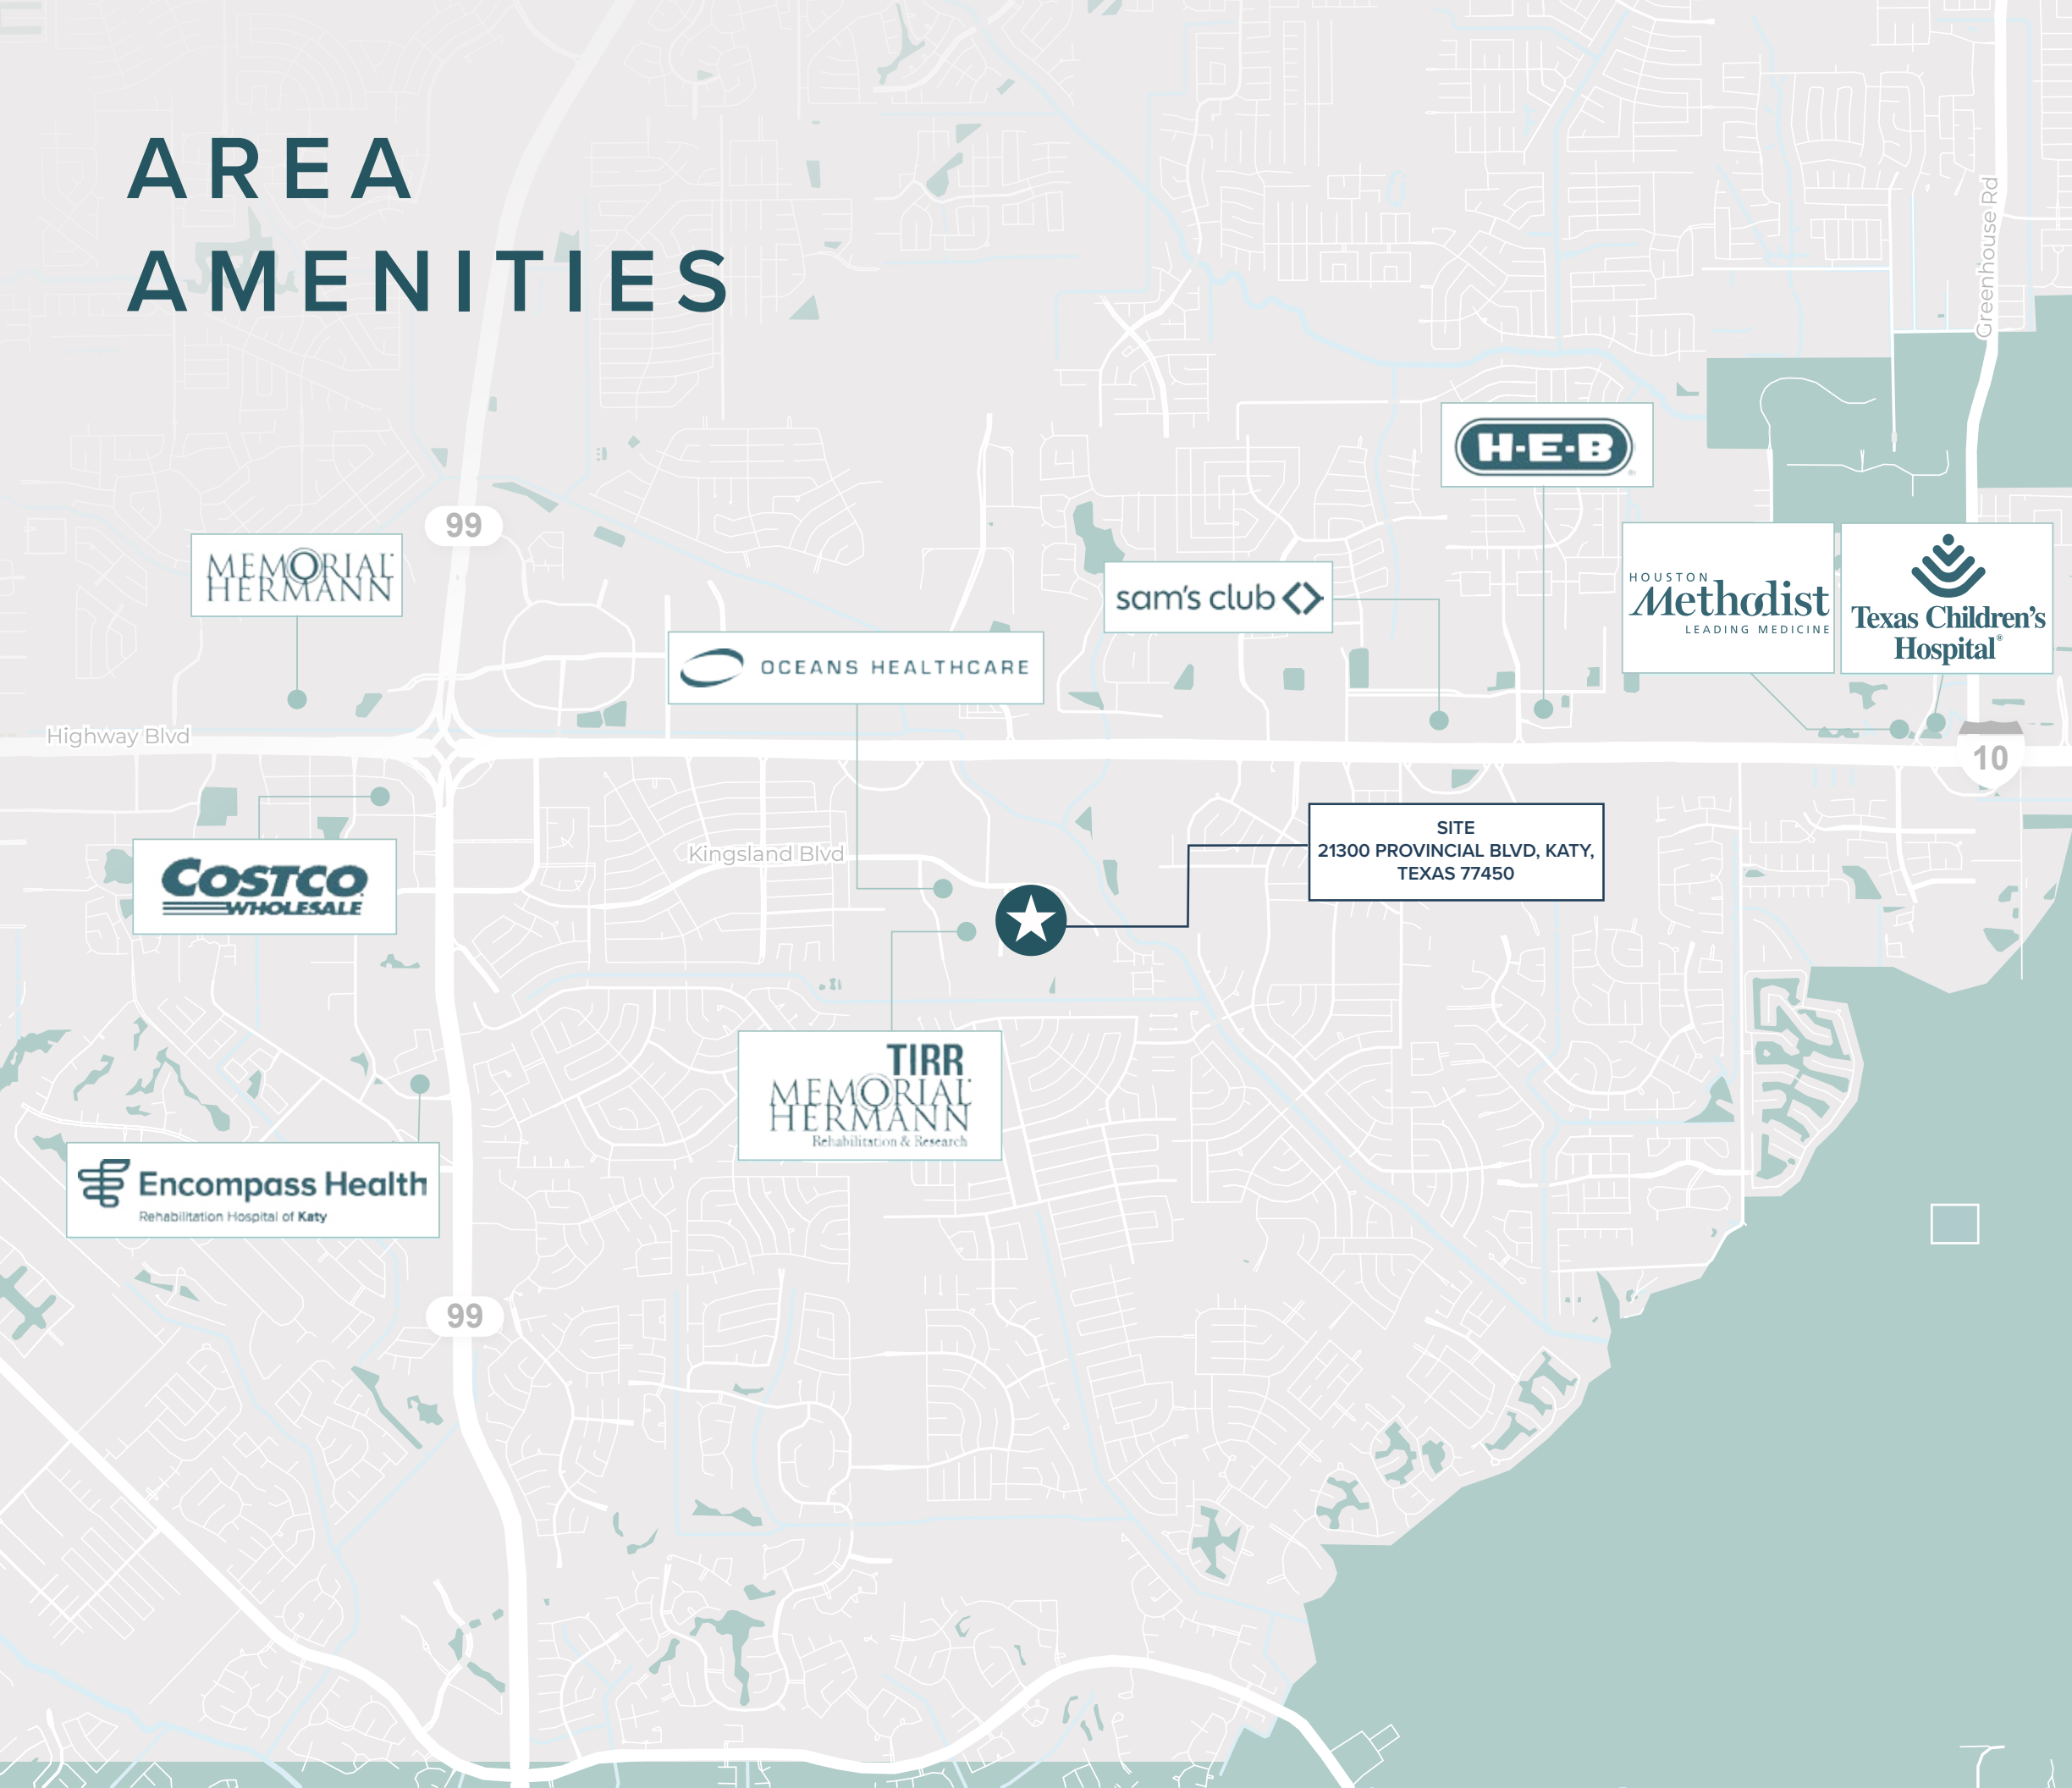 AREA
AMENITIES
Greenhouse Rd
H-E-B
99
MEMORIAL
HERMANN
sam's club
HOUSTON
Methodist
LEADING MEDICINE
Texas Children's
Hospital®
OCEANS HEALTHCARE
Highway Blvd
10
SITE
21300 PROVINCIAL BLVD, KATY,
TEXAS 77450
Kingsland Blvd
COSTCO
WHOLESALE
TIRR
MEMORIAL
HERMANN
Rehabilitation & Research
Encompass Health
Rehabilitation Hospital of Katy
99